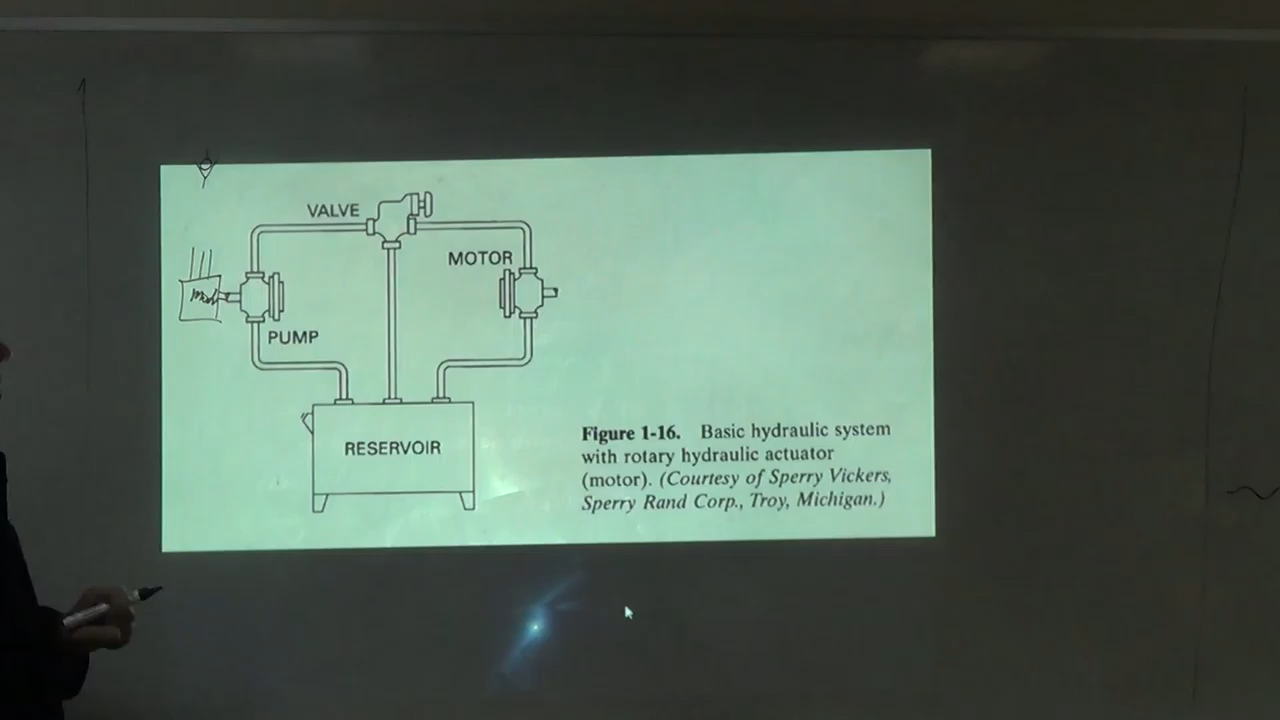 VALVE
MOTOR
PUMP
RESERVOIR
Figure 1-16. Basic hydraulic system
with rotary hydraulic actuator
(motor). (Courtesy of Sperry Vickers,
Sperry Rand Corp., Troy, Michigan.)